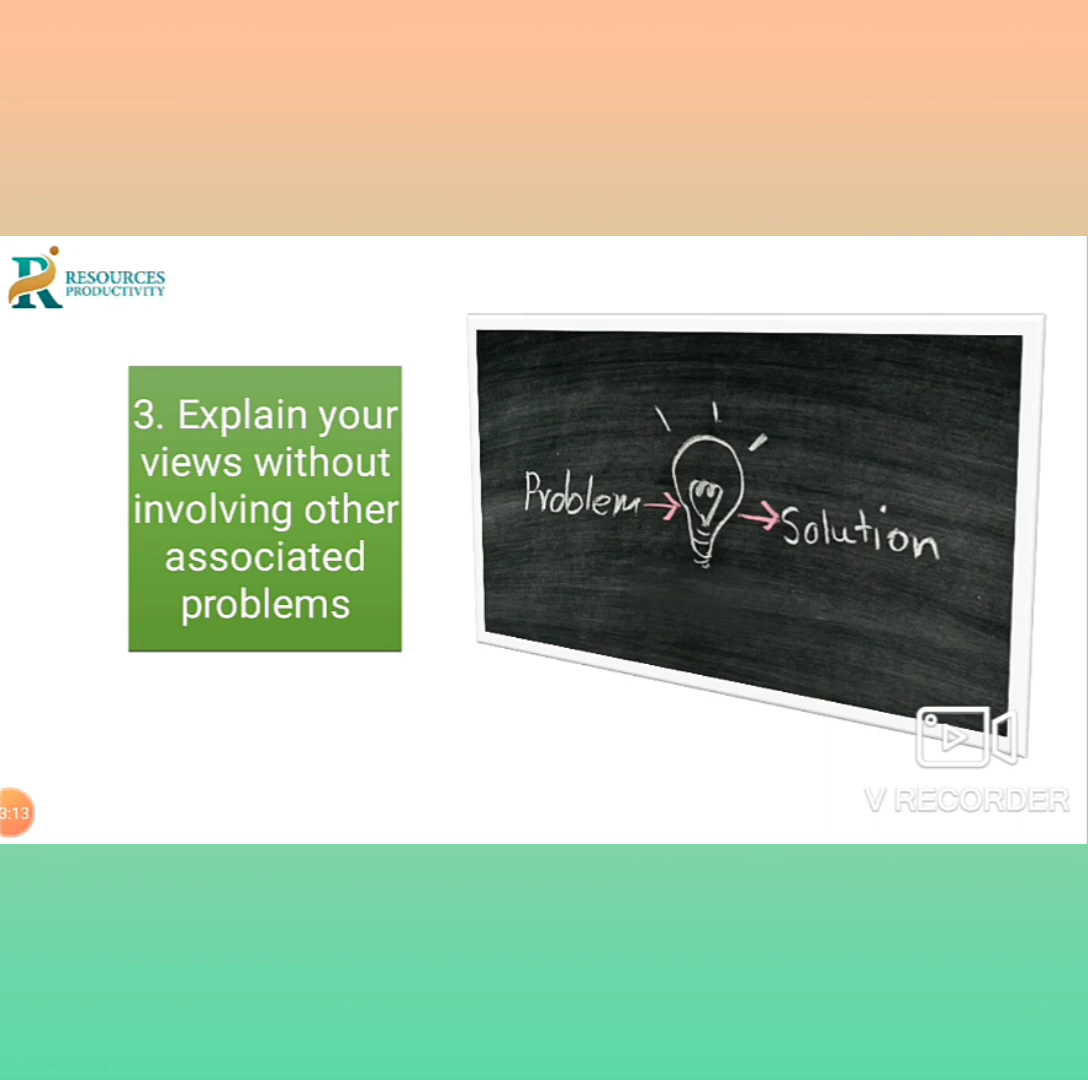 RESOURCES
PRODUCTIVITY
3. Explain your
views without
involving other
associated
problems
Problem → Solution
3:13
V RECORDER